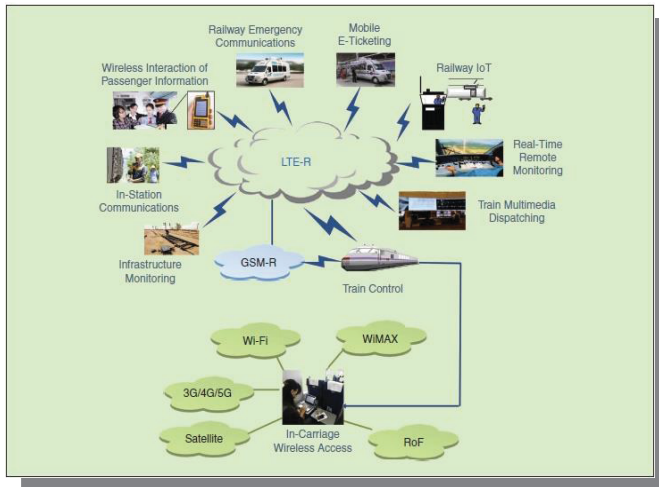 Railway Emergency
Communications
Mobile
E-Ticketing
Wireless Interaction of
Passenger Information
Railway IoT
LTE-R
Real-Time
Remote
Monitoring
In-Station
Communications
Train Multimedia
Dispatching
Infrastructure
Monitoring
GSM-R
Train Control
Wi-Fi
WiMAX
3G/4G/5G
Satellite
In-Carriage
Wireless Access
RoF